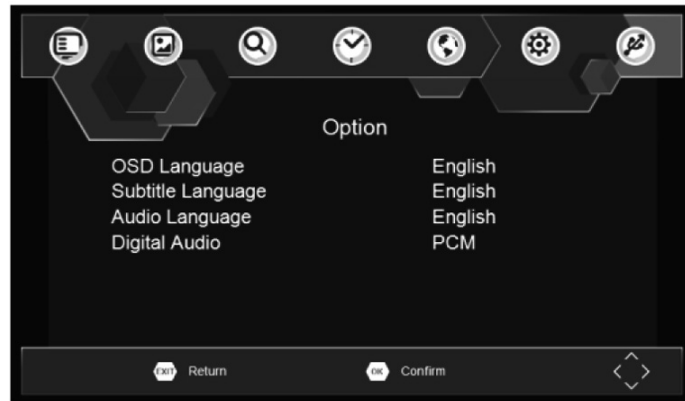 Option
OSD Language English
Subtitle Language English
Audio Language English
Digital Audio PCM
EXIT Return OK Confirm